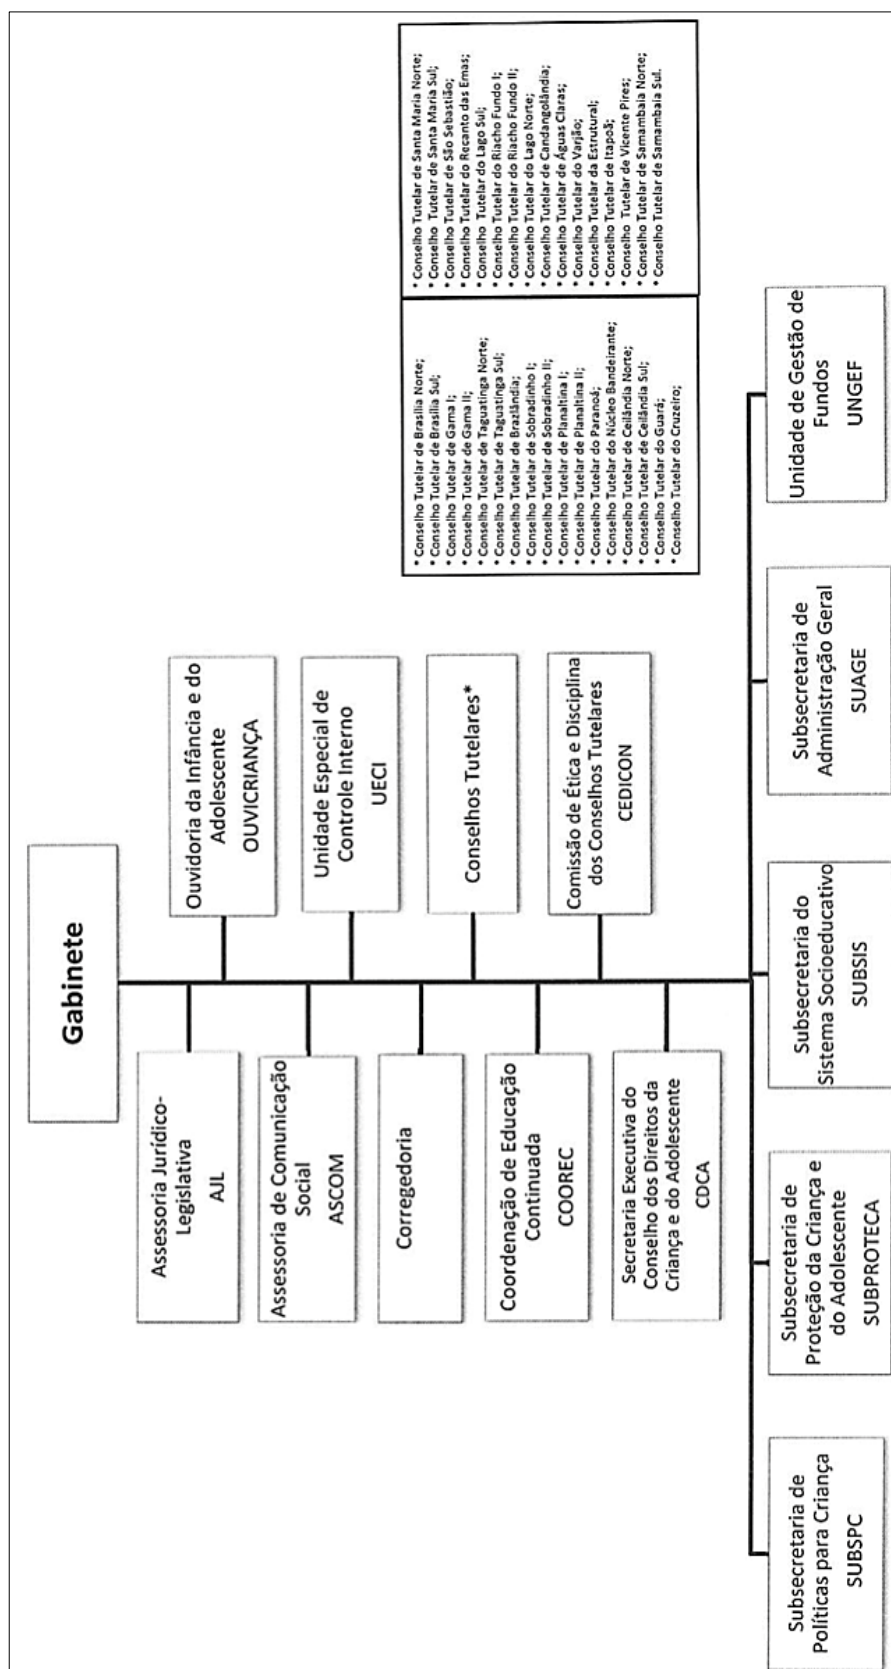 Gabinete
Assessoria Jurídico-
Legislativa
AJL
Ouvidoria da Infância e do
Adolescente
OUVICRIANÇA
Assessoria de Comunicação
Social
ASCOM
Unidade Especial de
Controle Interno
UECI
Corregedoria
Conselhos Tutelares*
Coordenação de Educação
Continuada
COOREC
Comissão de Ética e Disciplina
dos Conselhos Tutelares
CEDICON
Secretaria Executiva do
Conselho dos Direitos da
Criança e do Adolescente
CDCA
* Conselho Tutelar de Brasília Norte;
* Conselho Tutelar de Brasília Sul;
* Conselho Tutelar de Gama I;
* Conselho Tutelar de Gama II;
* Conselho Tutelar de Taguatinga Norte;
* Conselho Tutelar de Taguatinga Sul;
* Conselho Tutelar de Brazlândia;
* Conselho Tutelar de Sobradinho I;
* Conselho Tutelar de Sobradinho II;
* Conselho Tutelar de Planaltina I;
* Conselho Tutelar de Planaltina II;
* Conselho Tutelar do Paranoá;
* Conselho Tutelar do Núcleo Bandeirante;
* Conselho Tutelar de Ceilândia Norte;
* Conselho Tutelar de Ceilândia Sul;
* Conselho Tutelar do Guará;
* Conselho Tutelar do Cruzeiro;
* Conselho Tutelar de Santa Maria Norte;
* Conselho Tutelar de Santa Maria Sul;
* Conselho Tutelar de São Sebastião;
* Conselho Tutelar do Recanto das Emas;
* Conselho Tutelar do Lago Sul;
* Conselho Tutelar do Riacho Fundo I;
* Conselho Tutelar do Riacho Fundo II;
* Conselho Tutelar do Lago Norte;
* Conselho Tutelar de Candangolândia;
* Conselho Tutelar de Águas Claras;
* Conselho Tutelar do Varjão;
* Conselho Tutelar da Estrutural;
* Conselho Tutelar de Itapoã;
* Conselho Tutelar de Vicente Pires;
* Conselho Tutelar de Samambaia Norte;
* Conselho Tutelar de Samambaia Sul.
Subsecretaria de
Políticas para Criança
SUBSPC
Subsecretaria de
Proteção da Criança e
do Adolescente
SUBPROTECA
Subsecretaria do
Sistema Socioeducativo
SUBSIS
Subsecretaria de
Administração Geral
SUAGE
Unidade de Gestão de
Fundos
UNGEF